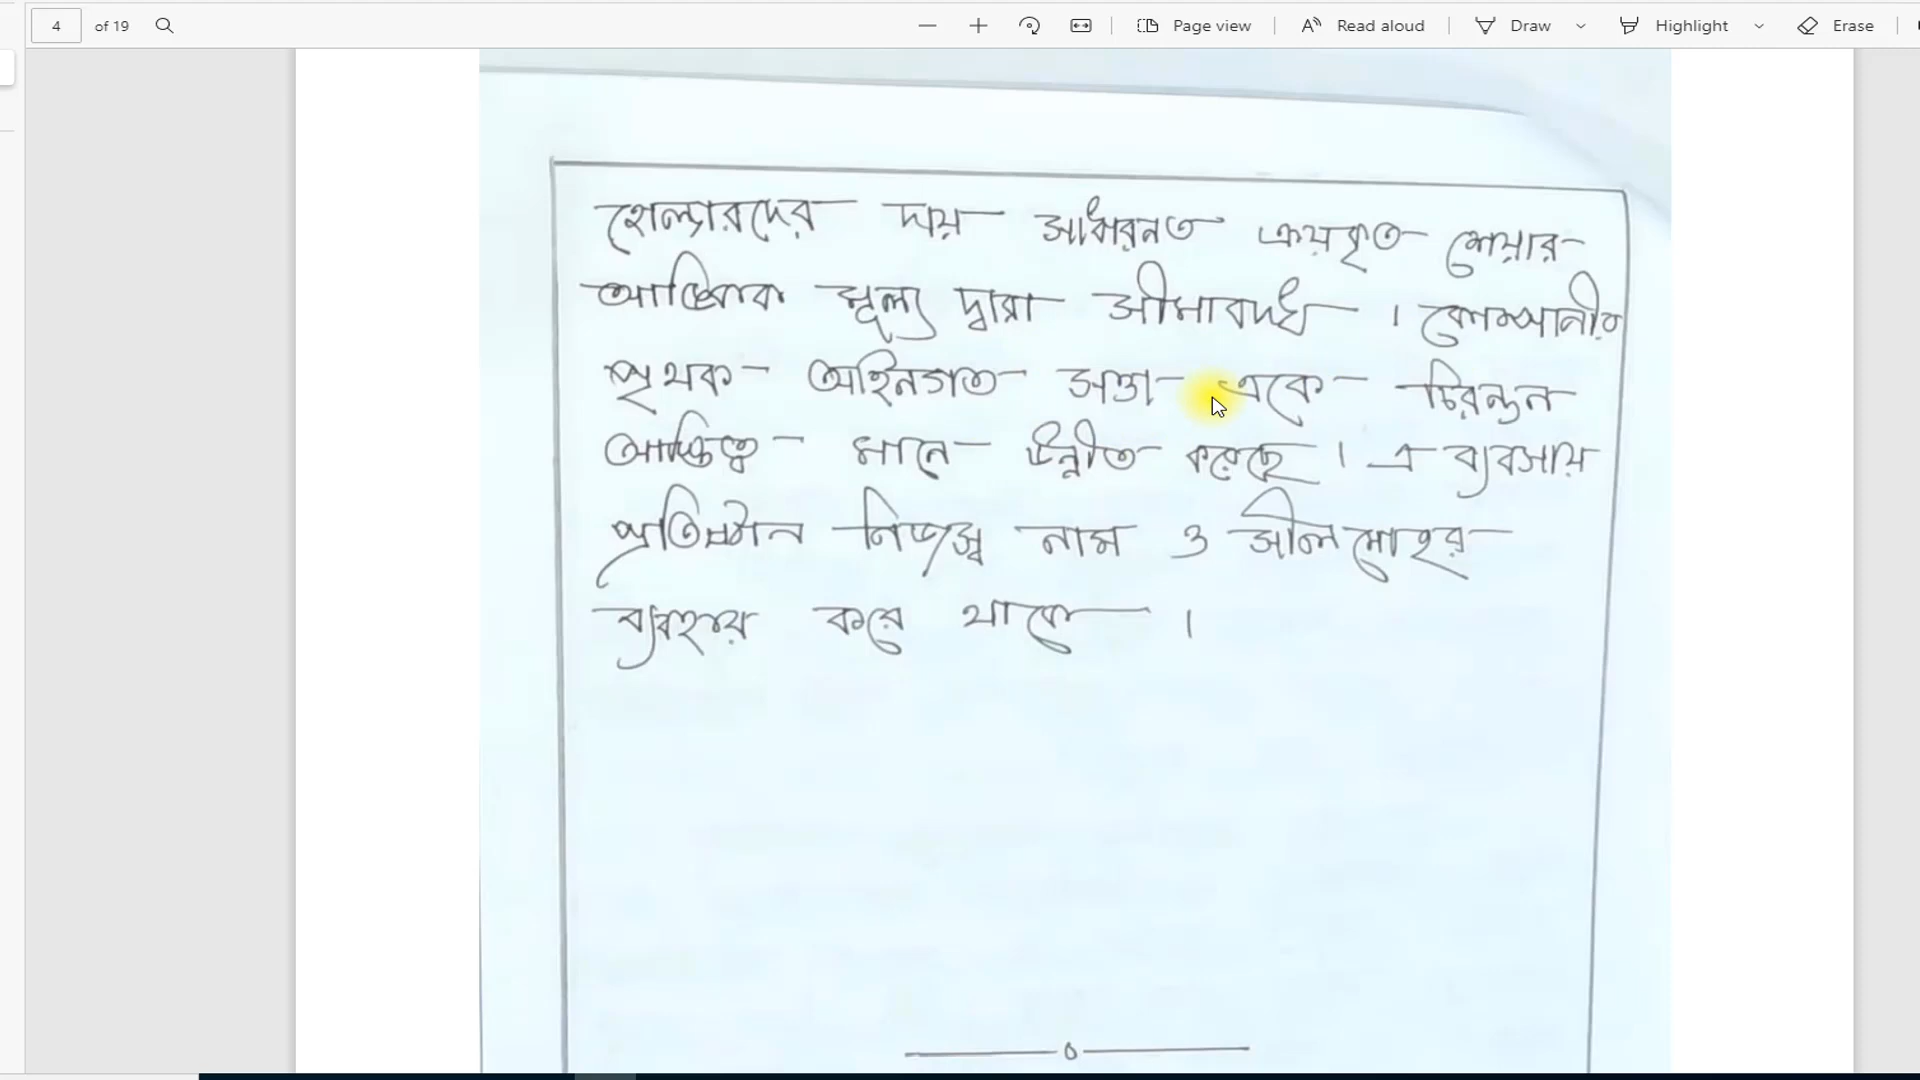 4 of 19 Page view Read aloud Draw Highlight Erase
হোল্ডারদের দায় সাধারনত ক্রয়কৃত শেয়ার
আংশিক মূল্য দ্বারা সীমাবদ্ধ । কোম্পানীর
পৃথক আইনগত সত্তা একে চিরন্তন
অস্তিত্ব মানে উন্নীত করেছে । এ ব্যবসায়
প্রতিষ্ঠান নিজস্ব নাম ও সীলমোহর
ব্যবহার করে থাকে ।